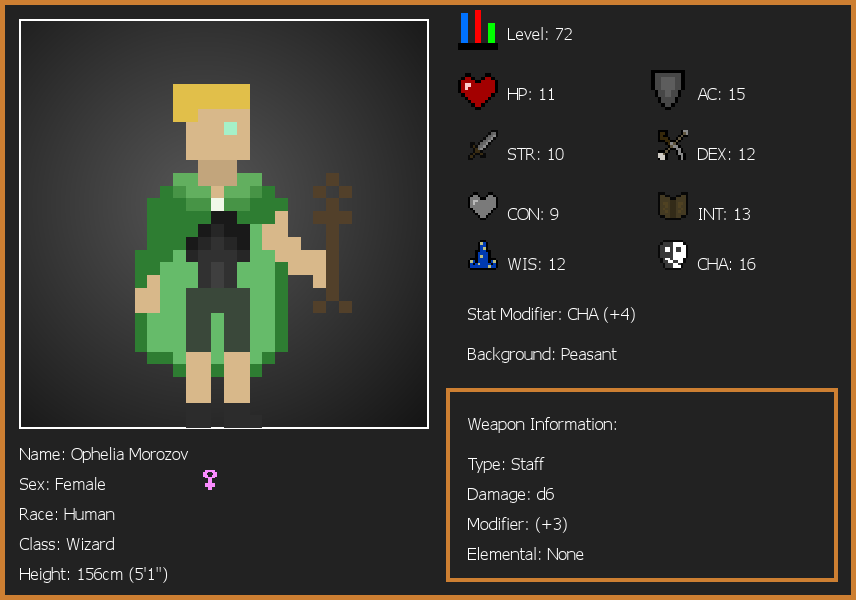 Level: 72
HP: 11
AC: 15
STR: 10
DEX: 12
CON: 9
INT: 13
WIS: 12
CHA: 16
Stat Modifier: CHA (+4)
Background: Peasant
Weapon Information:
Type: Staff
Damage: d6
Modifier: (+3)
Elemental: None
Name: Ophelia Morozov
Sex: Female
Race: Human
Class: Wizard
Height: 156cm (5'1")